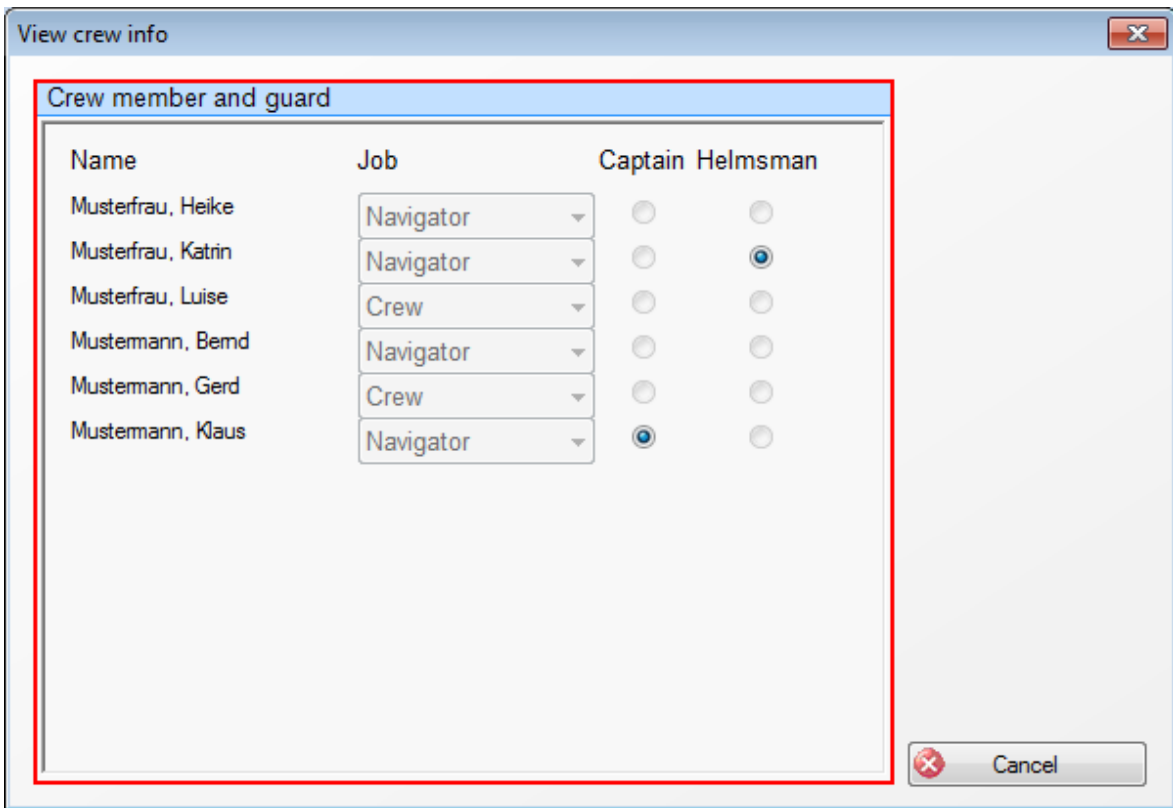 View crew info
Crew member and guard
Name Job Captain Helmsman
Musterfrau, Heike Navigator
Musterfrau, Katrin Navigator
Musterfrau, Luise Crew
Mustermann, Bernd Navigator
Mustermann, Gerd Crew
Mustermann, Klaus Navigator
Cancel